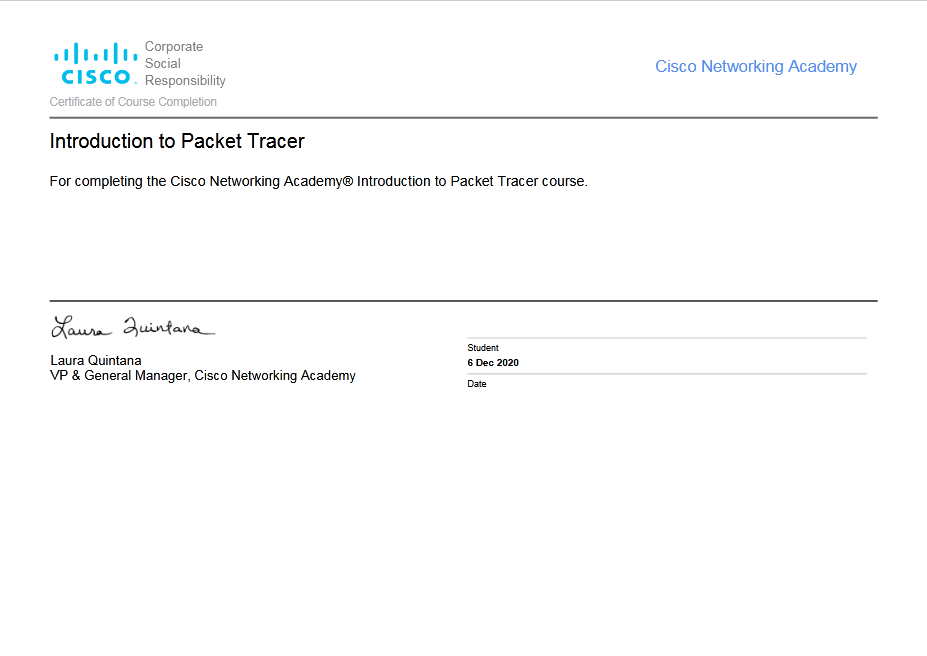 Corporate
Social
Responsibility
CISCO
Certificate of Course Completion
Cisco Networking Academy
Introduction to Packet Tracer
For completing the Cisco Networking Academy® Introduction to Packet Tracer course.
Laura Quintana
Laura Quintana
VP & General Manager, Cisco Networking Academy
Student
6 Dec 2020
Date